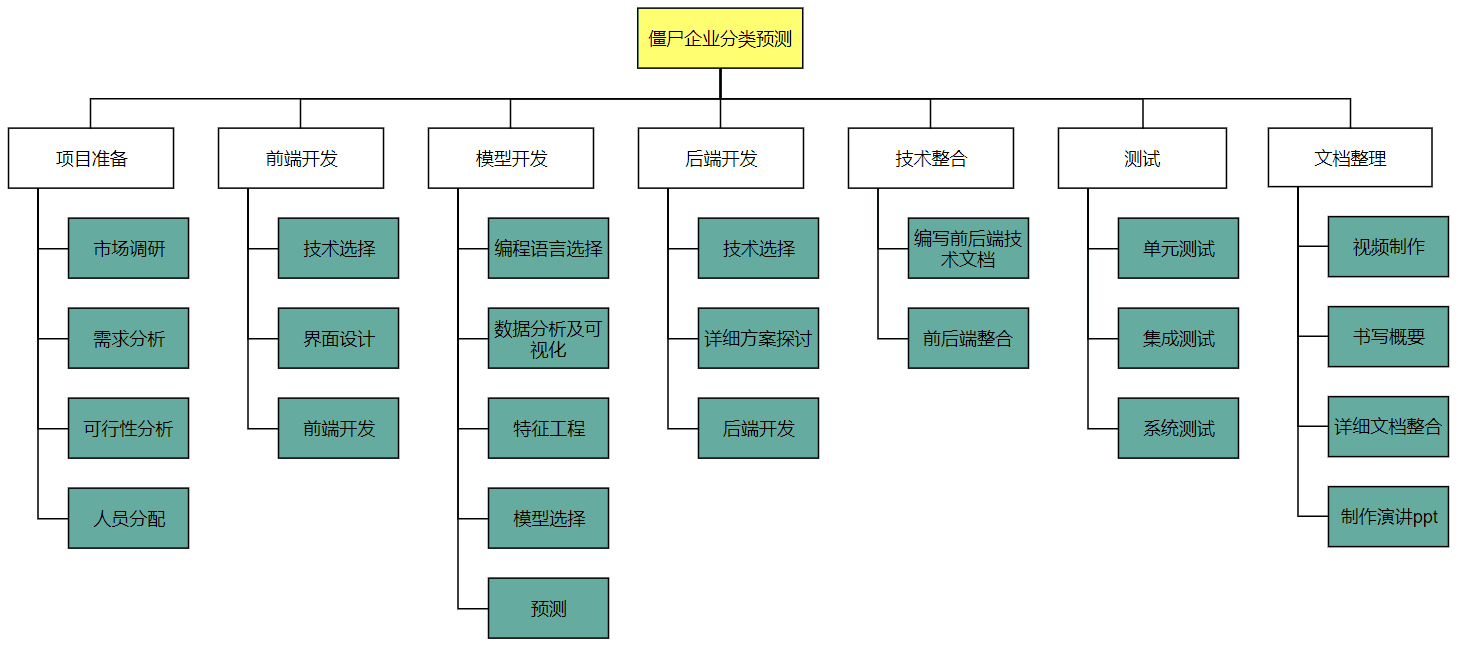 僵尸企业分类预测
项目准备
市场调研
需求分析
可行性分析
人员分配
前端开发
技术选择
界面设计
前端开发
模型开发
编程语言选择
数据分析及可
视化
特征工程
模型选择
预测
后端开发
技术选择
详细方案探讨
后端开发
技术整合
编写前后端技
术文档
前后端整合
测试
单元测试
集成测试
系统测试
文档整理
视频制作
书写概要
详细文档整合
制作演讲ppt